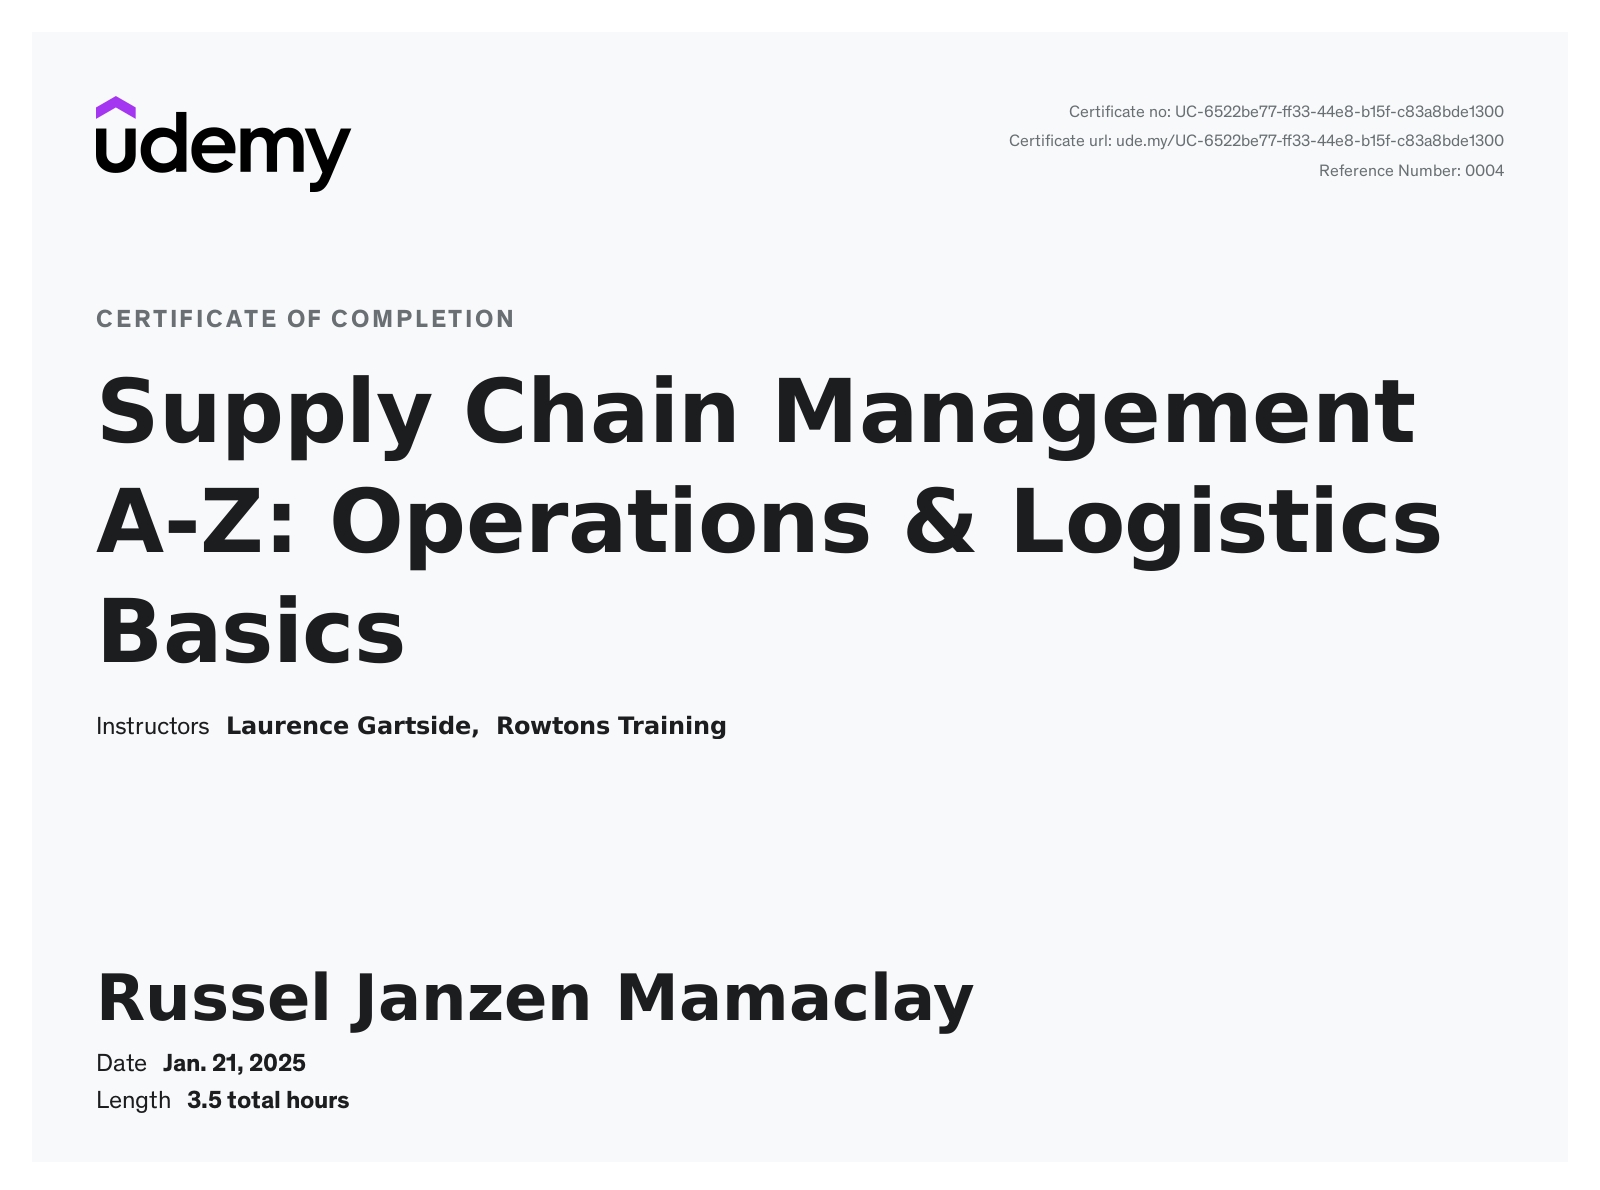 udemy
Certificate no: UC-6522be77-ff33-44e8-b15f-c83a8bde1300
Certificate url: ude.my/UC-6522be77-ff33-44e8-b15f-c83a8bde1300
Reference Number: 0004
CERTIFICATE OF COMPLETION
Supply Chain Management
A-Z: Operations & Logistics
Basics
Instructors Laurence Gartside, Rowtons Training
Russel Janzen Mamaclay
Date Jan. 21, 2025
Length 3.5 total hours